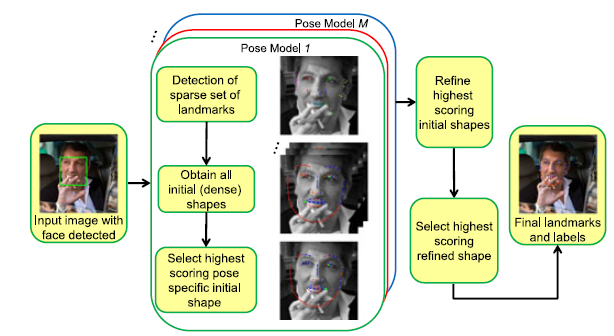 Pose Model M
Pose Model 1
Detection of
sparse set of
landmarks
Obtain all
initial (dense)
shapes
Select highest
scoring pose
specific initial
shape
Input image with
face detected
Refine
highest
scoring
initial shapes
Select highest
scoring
refined shape
Final landmarks
and labels